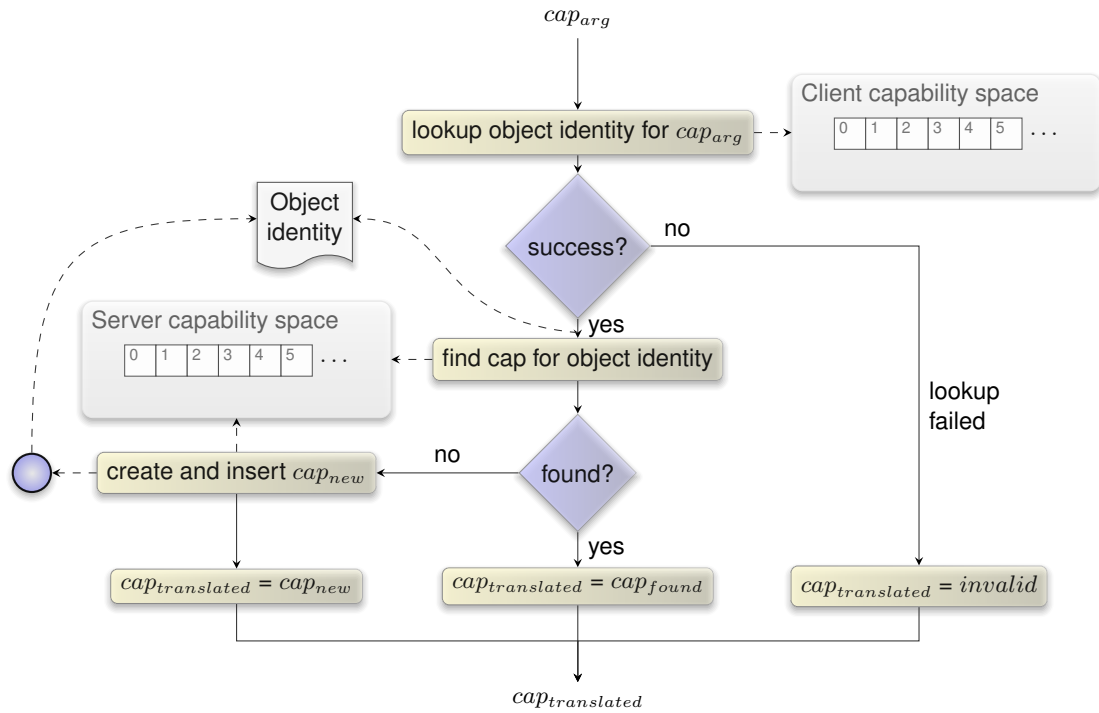 cap_arg
lookup object identity for cap_arg
Client capability space
0 1 2 3 4 5 ...
Object
identity
success?
no
yes
Server capability space
0 1 2 3 4 5 ...
find cap for object identity
lookup
failed
create and insert cap_new
no
found?
yes
cap_translated = cap_new
cap_translated = cap_found
cap_translated = invalid
cap_translated